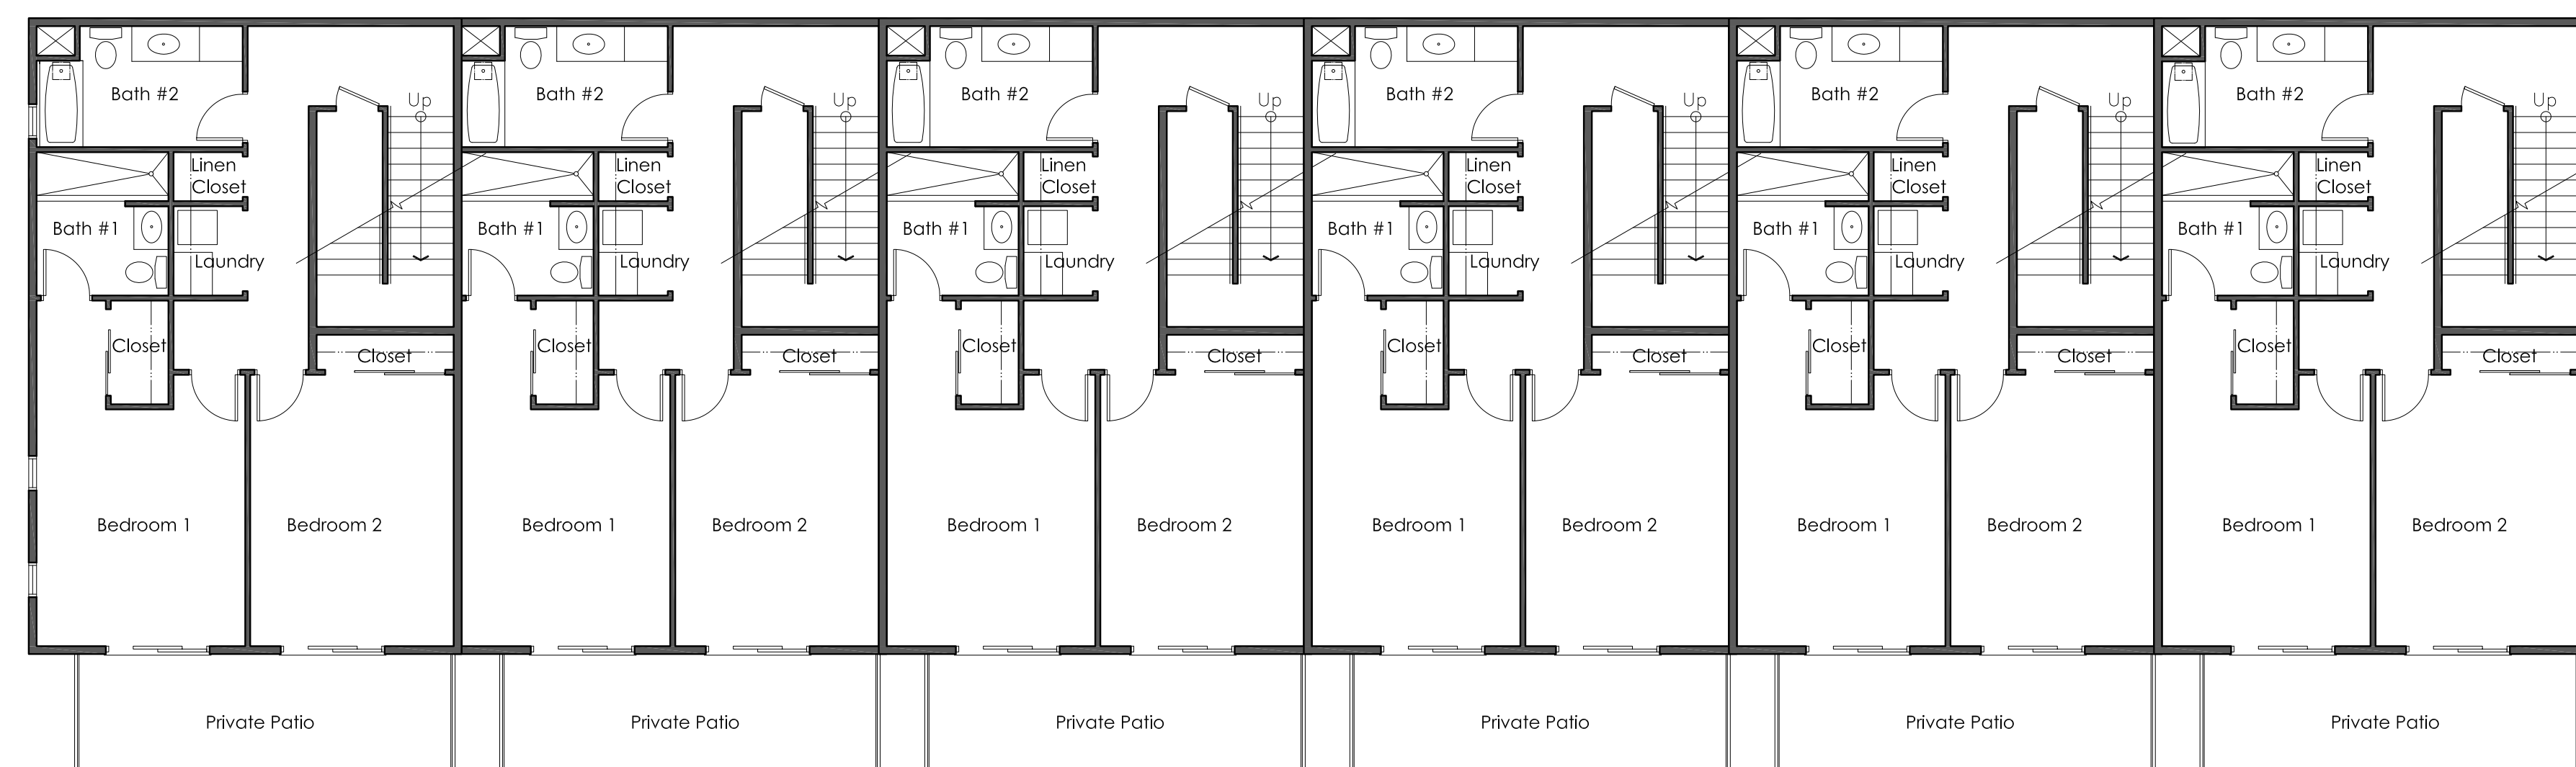 Bath #2
Up
Linen
Closet
Bath #1
Laundry
Closet
Closet
Bedroom 1
Bedroom 2
Private Patio
Bath #2
Up
Linen
Closet
Bath #1
Laundry
Closet
Closet
Bedroom 1
Bedroom 2
Private Patio
Bath #2
Up
Linen
Closet
Bath #1
Laundry
Closet
Closet
Bedroom 1
Bedroom 2
Private Patio
Bath #2
Up
Linen
Closet
Bath #1
Laundry
Closet
Closet
Bedroom 1
Bedroom 2
Private Patio
Bath #2
Up
Linen
Closet
Bath #1
Laundry
Closet
Closet
Bedroom 1
Bedroom 2
Private Patio
Bath #2
Up
Linen
Closet
Bath #1
Laundry
Closet
Closet
Bedroom 1
Bedroom 2
Private Patio